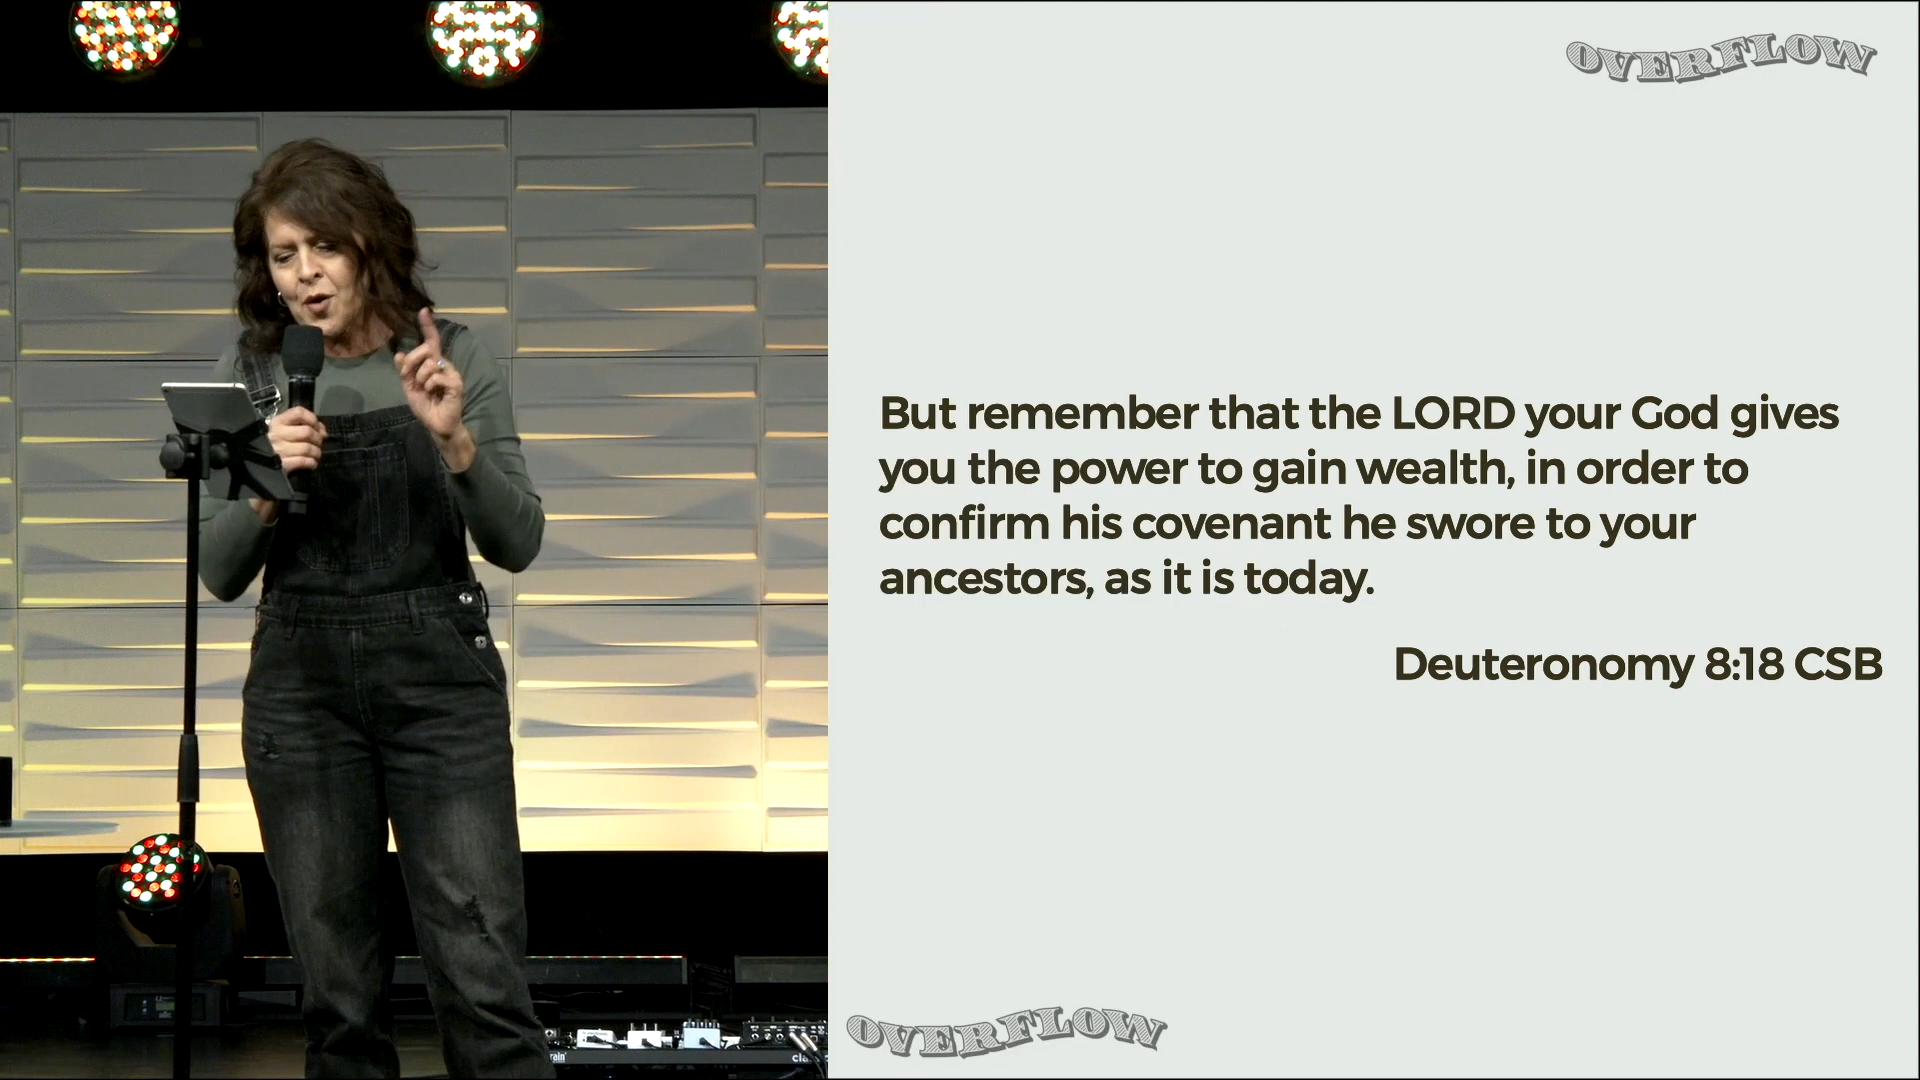 OVERFLOW
But remember that the LORD your God gives
you the power to gain wealth, in order to
confirm his covenant he swore to your
ancestors, as it is today.
Deuteronomy 8:18 CSB
OVERFLOW